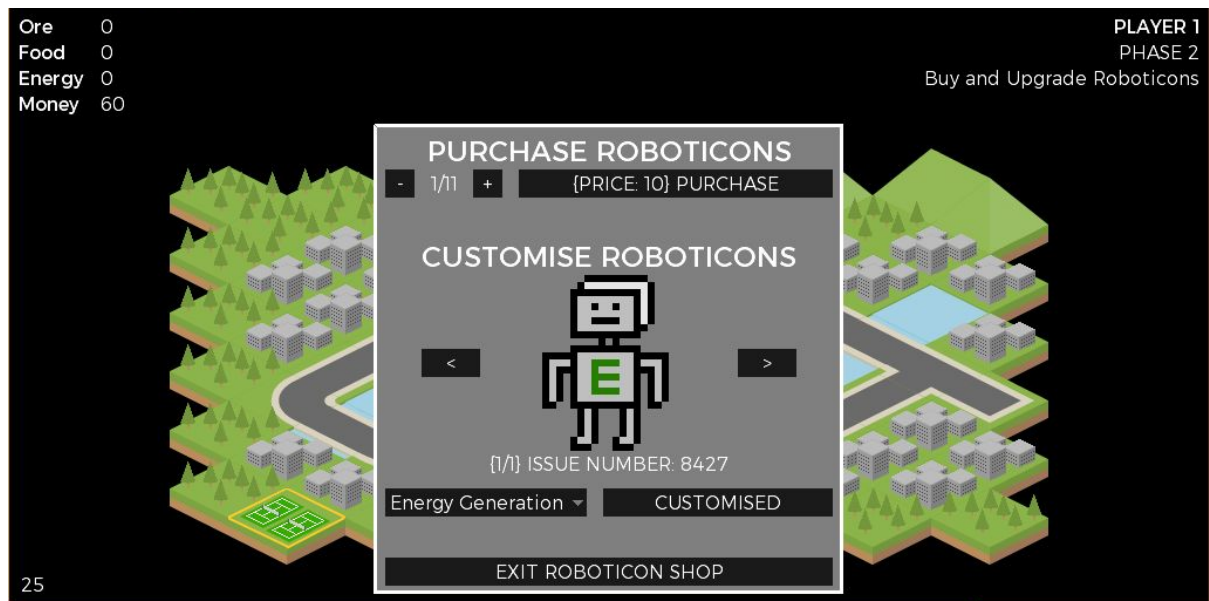 Ore 0
Food 0
Energy 0
Money 60
PLAYER 1
PHASE 2
Buy and Upgrade Roboticons
PURCHASE ROBOTICONS
- 1/11 + {PRICE: 10} PURCHASE
CUSTOMISE ROBOTICONS
< >
E
{1/1} ISSUE NUMBER: 8427
Energy Generation CUSTOMISED
EXIT ROBOTICON SHOP
25